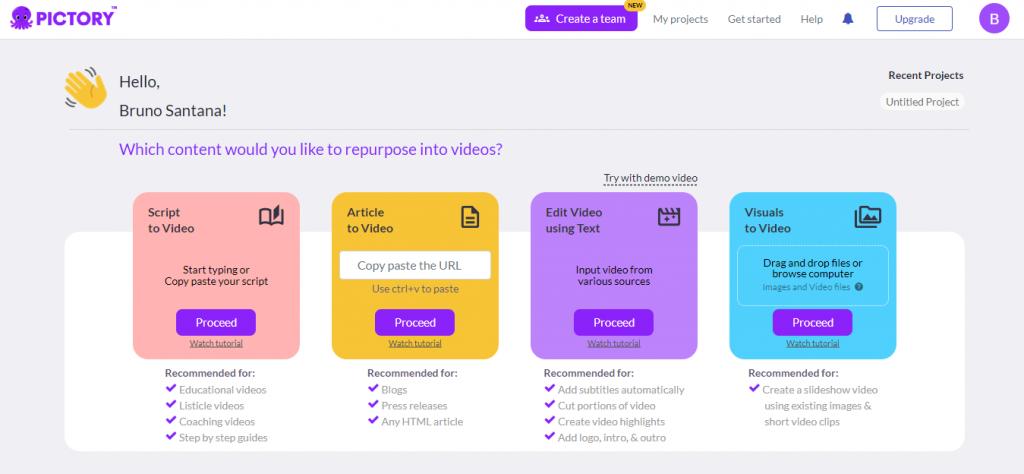 PICTORY™
NEW
Create a team
My projects
Get started
Help
Upgrade
B
Hello,
Bruno Santana!
Recent Projects
Untitled Project
Which content would you like to repurpose into videos?
Try with demo video
Script
to Video
Start typing or
Copy paste your script
Proceed
Watch tutorial
Recommended for:
Educational videos
Listicle videos
Coaching videos
Step by step guides
Article
to Video
Copy paste the URL
Use ctrl+v to paste
Proceed
Watch tutorial
Recommended for:
Blogs
Press releases
Any HTML article
Edit Video
using Text
Input video from
various sources
Proceed
Watch tutorial
Recommended for:
Add subtitles automatically
Cut portions of video
Create video highlights
Add logo, intro, & outro
Visuals
to Video
Drag and drop files or
browse computer
Images and Video files ?
Proceed
Watch tutorial
Recommended for:
Create a slideshow video
using existing images &
short video clips